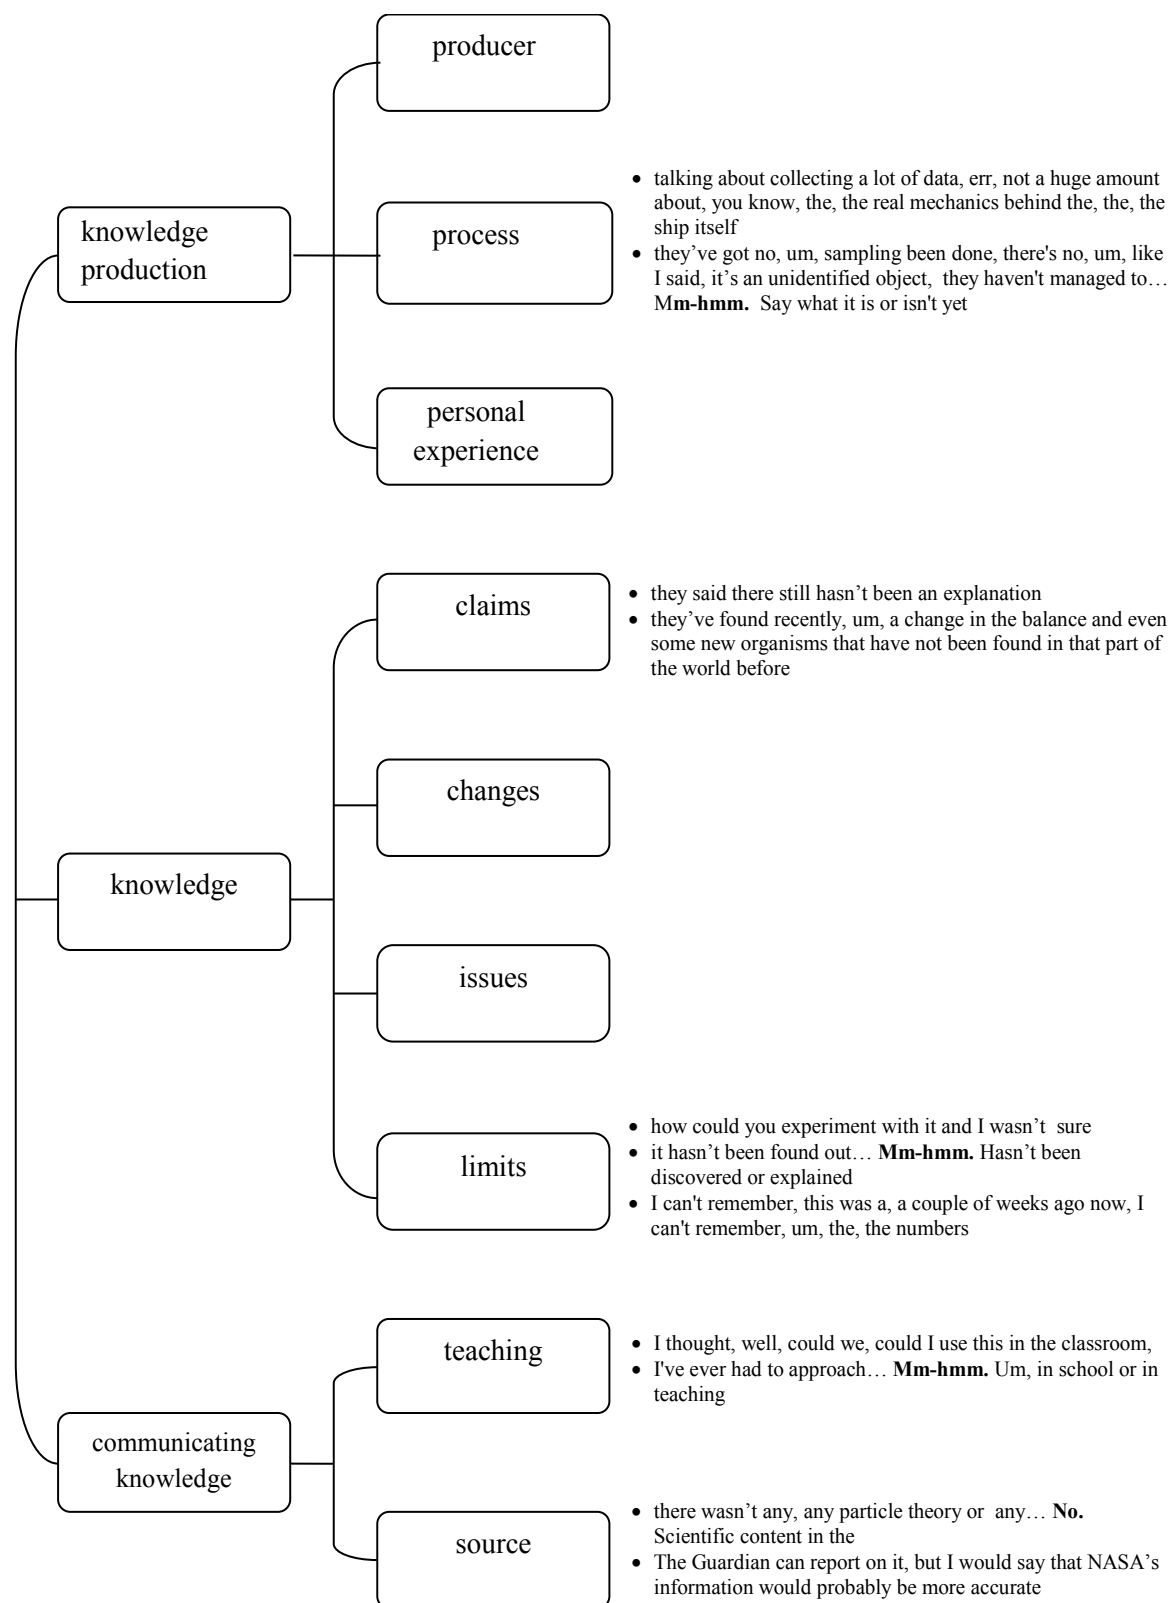 producer
knowledge
production
process
• talking about collecting a lot of data, err, not a huge amount
about, you know, the, the real mechanics behind the, the, the
ship itself
• they've got no, um, sampling been done, there's no, um, like
I said, it's an unidentified object,  they haven't managed to…
Mm-hmm.  Say what it is or isn't yet
personal
experience
knowledge
claims
• they said there still hasn't been an explanation
• they've found recently, um, a change in the balance and even
some new organisms that have not been found in that part of
the world before
changes
issues
limits
• how could you experiment with it and I wasn't  sure
• it hasn't been found out… Mm-hmm. Hasn't been
discovered or explained
• I can't remember, this was a, a couple of weeks ago now, I
can't remember, um, the, the numbers
communicating
knowledge
teaching
• I thought, well, could we, could I use this in the classroom,
• I've ever had to approach… Mm-hmm. Um, in school or in
teaching
source
• there wasn't any, any particle theory or  any… No.
Scientific content in the
• The Guardian can report on it, but I would say that NASA's
information would probably be more accurate